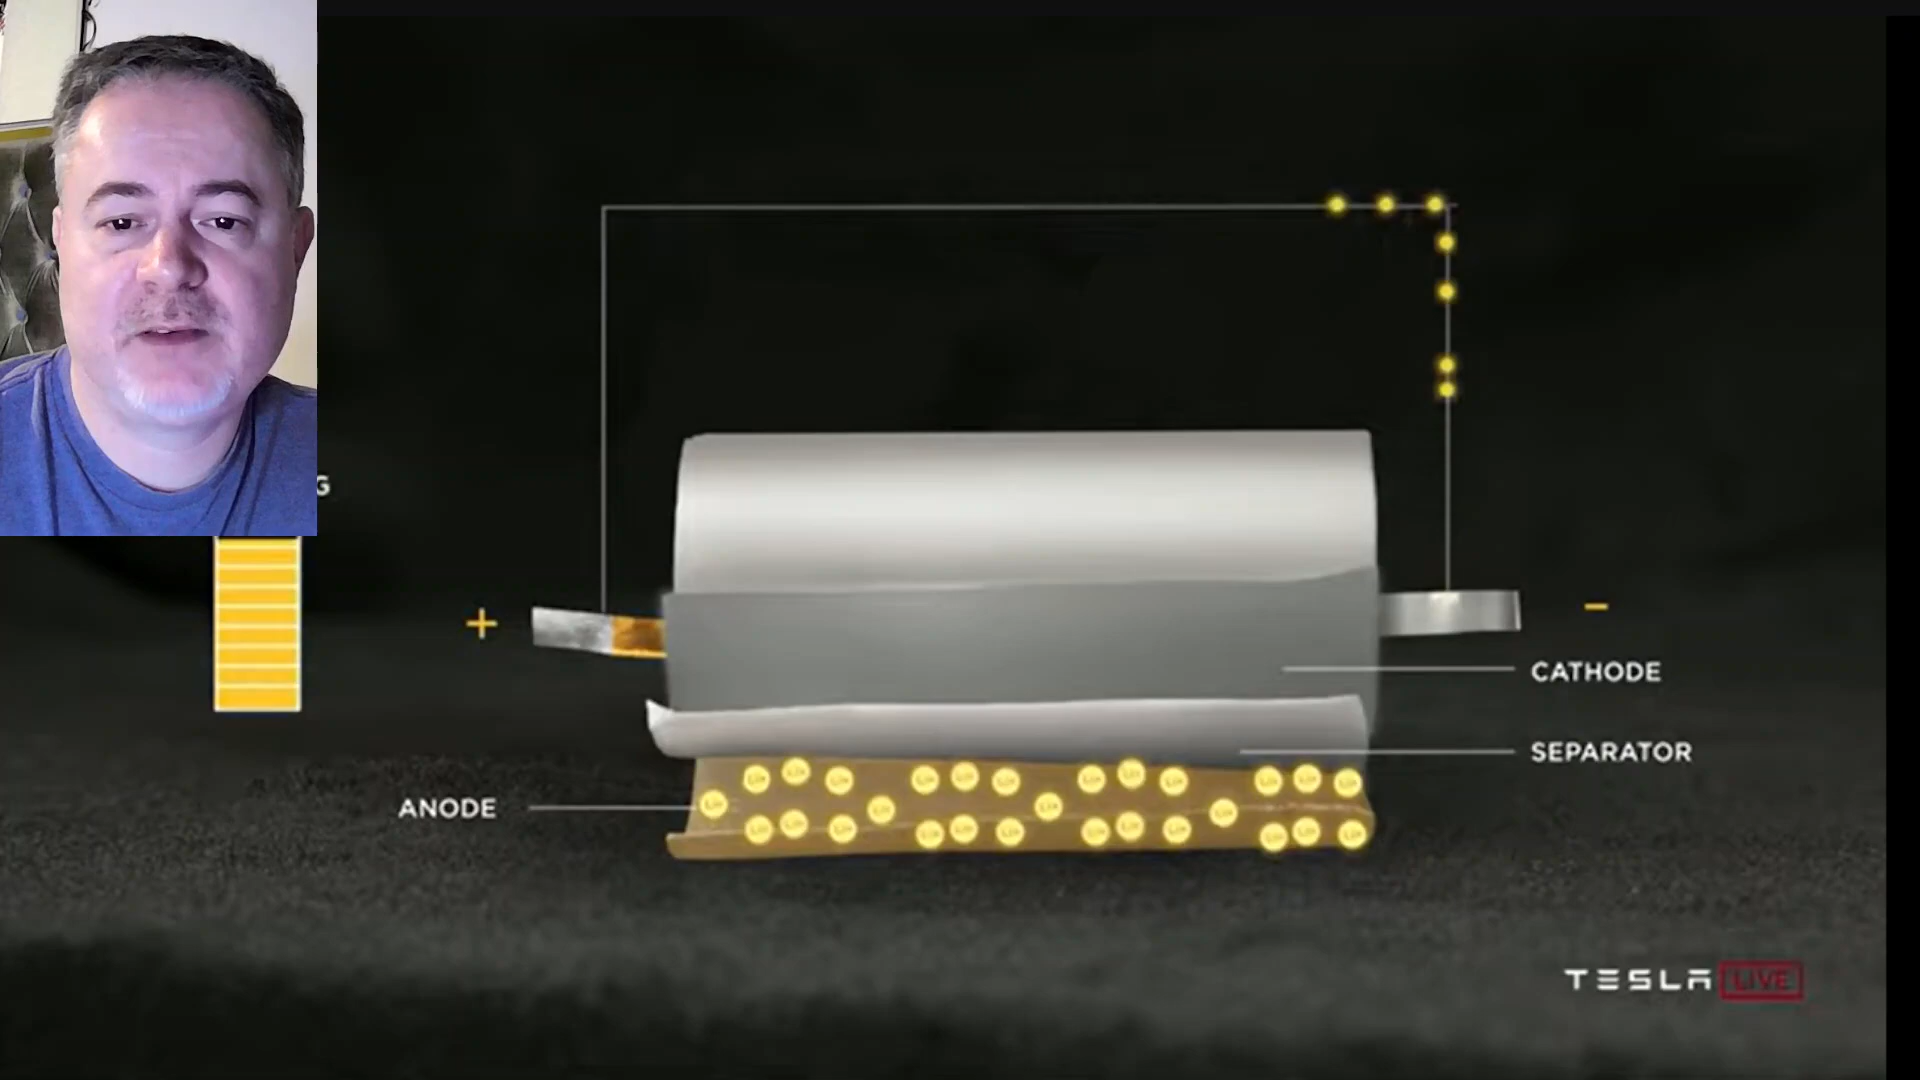 G
+
-
CATHODE
SEPARATOR
ANODE
TESLA LIVE